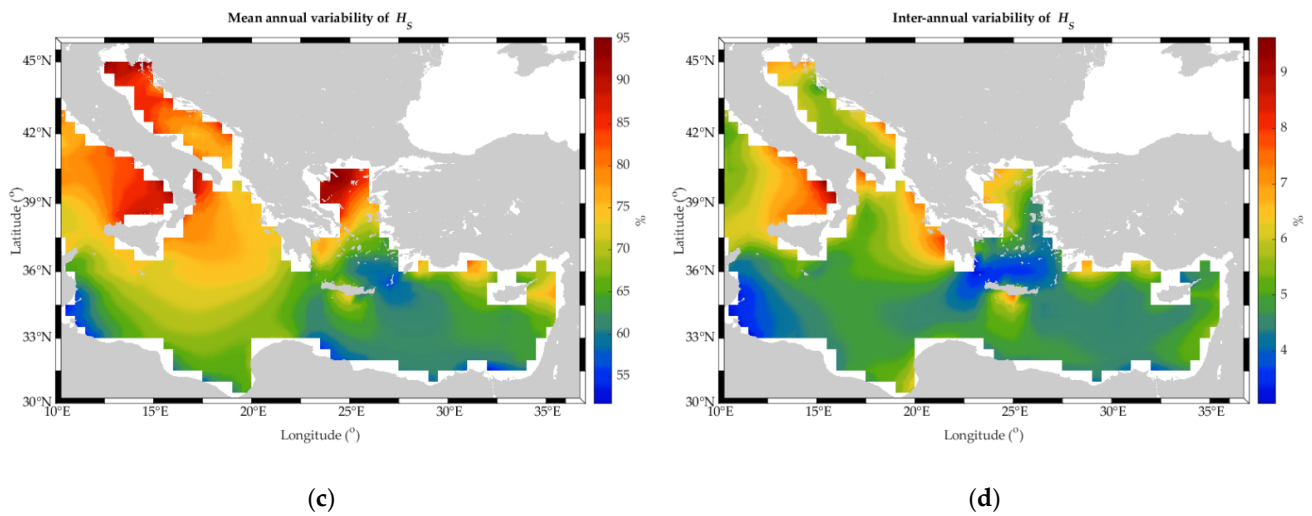 Mean annual variability of H_S
95
90
85
80
75
70
65
60
55
%
45°N
42°N
39°N
36°N
33°N
30°N
Latitude (°)
10°E 15°E 20°E 25°E 30°E 35°E
Longitude (°)
(c)
Inter-annual variability of H_S
9
8
7
6
5
4
%
45°N
42°N
39°N
36°N
33°N
30°N
Latitude (°)
10°E 15°E 20°E 25°E 30°E 35°E
Longitude (°)
(d)